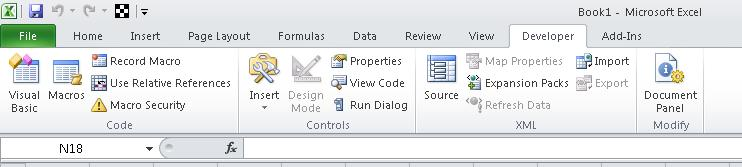 Book1 - Microsoft Excel
File Home Insert Page Layout Formulas Data Review View Developer Add-Ins
Visual Basic
Macros
Record Macro
Use Relative References
Macro Security
Code
Insert
Design Mode
Properties
View Code
Run Dialog
Controls
Source
Map Properties
Expansion Packs
Refresh Data
Import
Export
XML
Document Panel
Modify
N18 fx